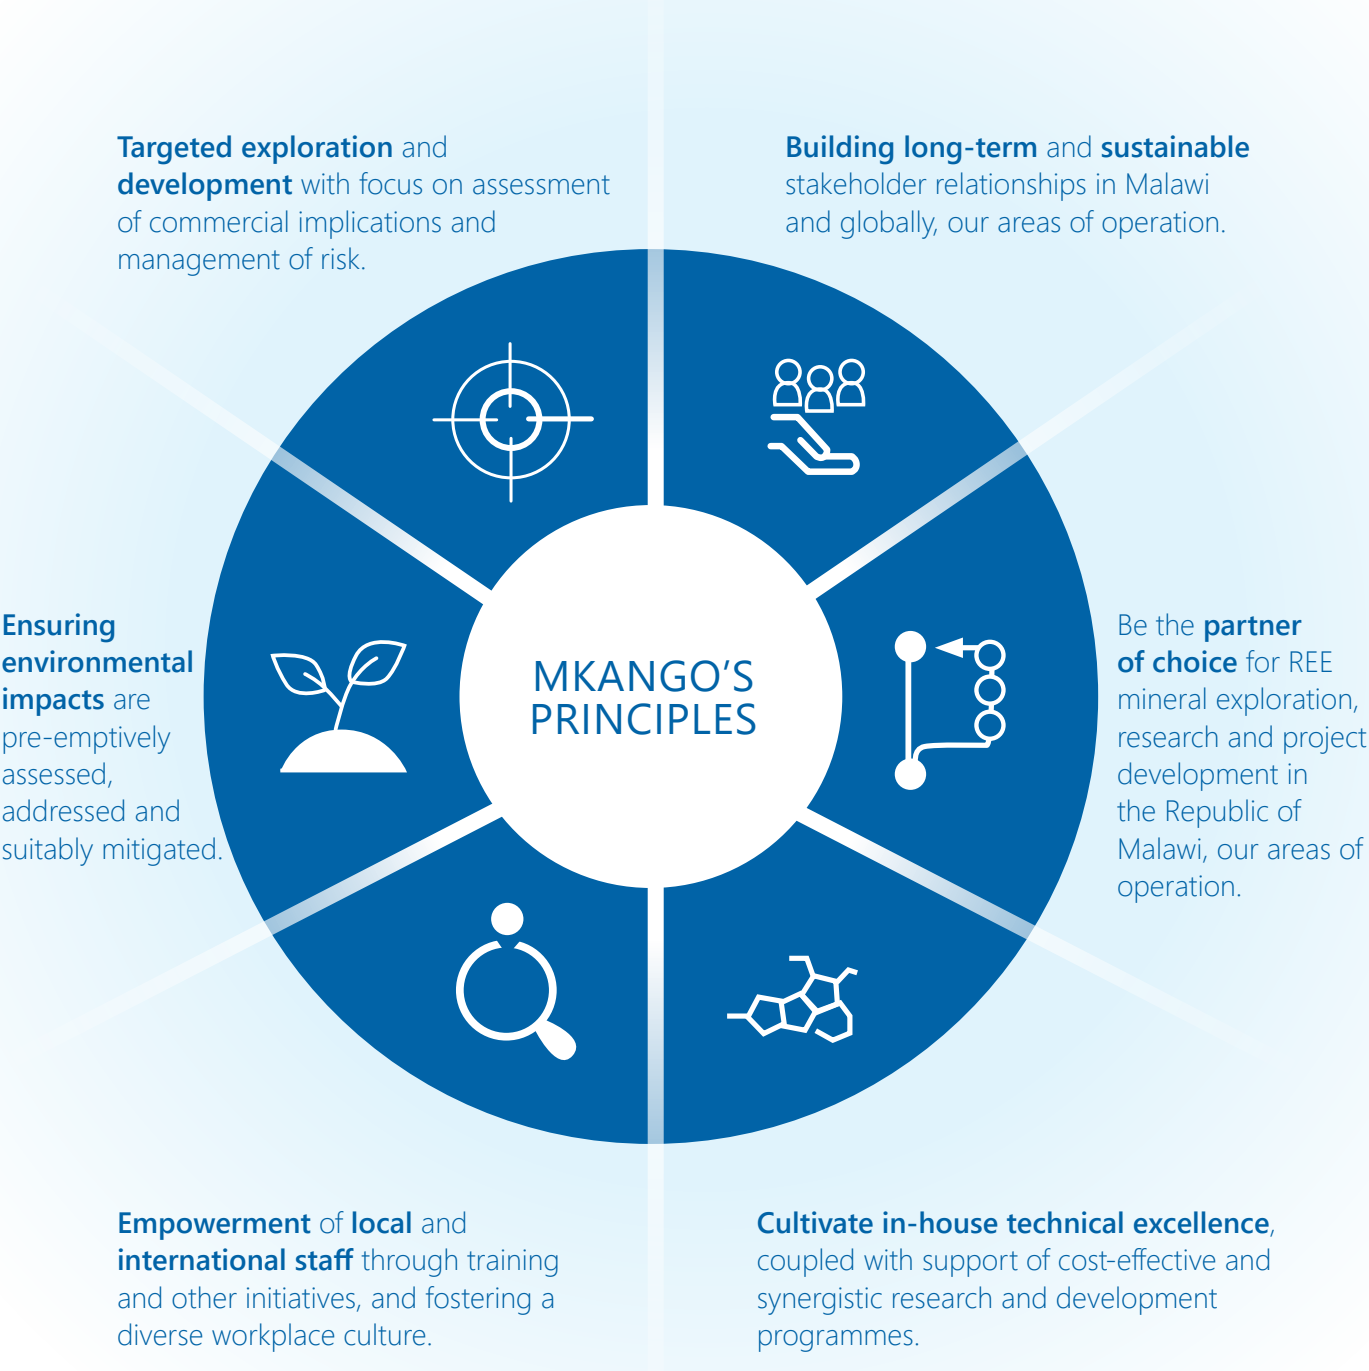 Targeted exploration and
development with focus on assessment
of commercial implications and
management of risk.
Building long-term and sustainable
stakeholder relationships in Malawi
and globally, our areas of operation.
Ensuring
environmental
impacts are
pre-emptively
assessed,
addressed and
suitably mitigated.
MKANGO’S
PRINCIPLES
Be the partner
of choice for REE
mineral exploration,
research and project
development in
the Republic of
Malawi, our areas of
operation.
Empowerment of local and
international staff through training
and other initiatives, and fostering a
diverse workplace culture.
Cultivate in-house technical excellence,
coupled with support of cost-effective and
synergistic research and development
programmes.